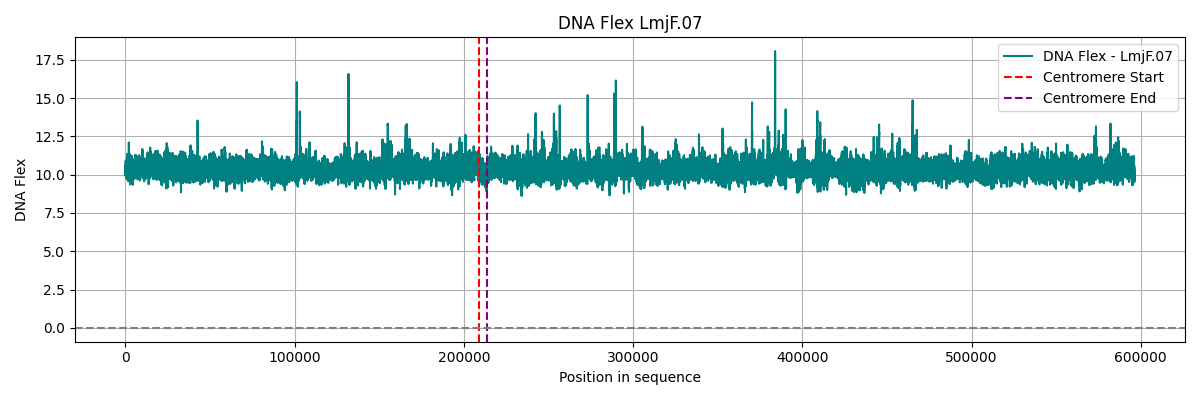 DNA Flex LmjF.07
DNA Flex - LmjF.07
Centromere Start
Centromere End
DNA Flex
17.5
15.0
12.5
10.0
7.5
5.0
2.5
0.0
0 100000 200000 300000 400000 500000 600000
Position in sequence